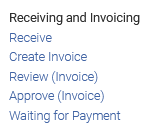 Receiving and Invoicing
Receive
Create Invoice
Review (Invoice)
Approve (Invoice)
Waiting for Payment